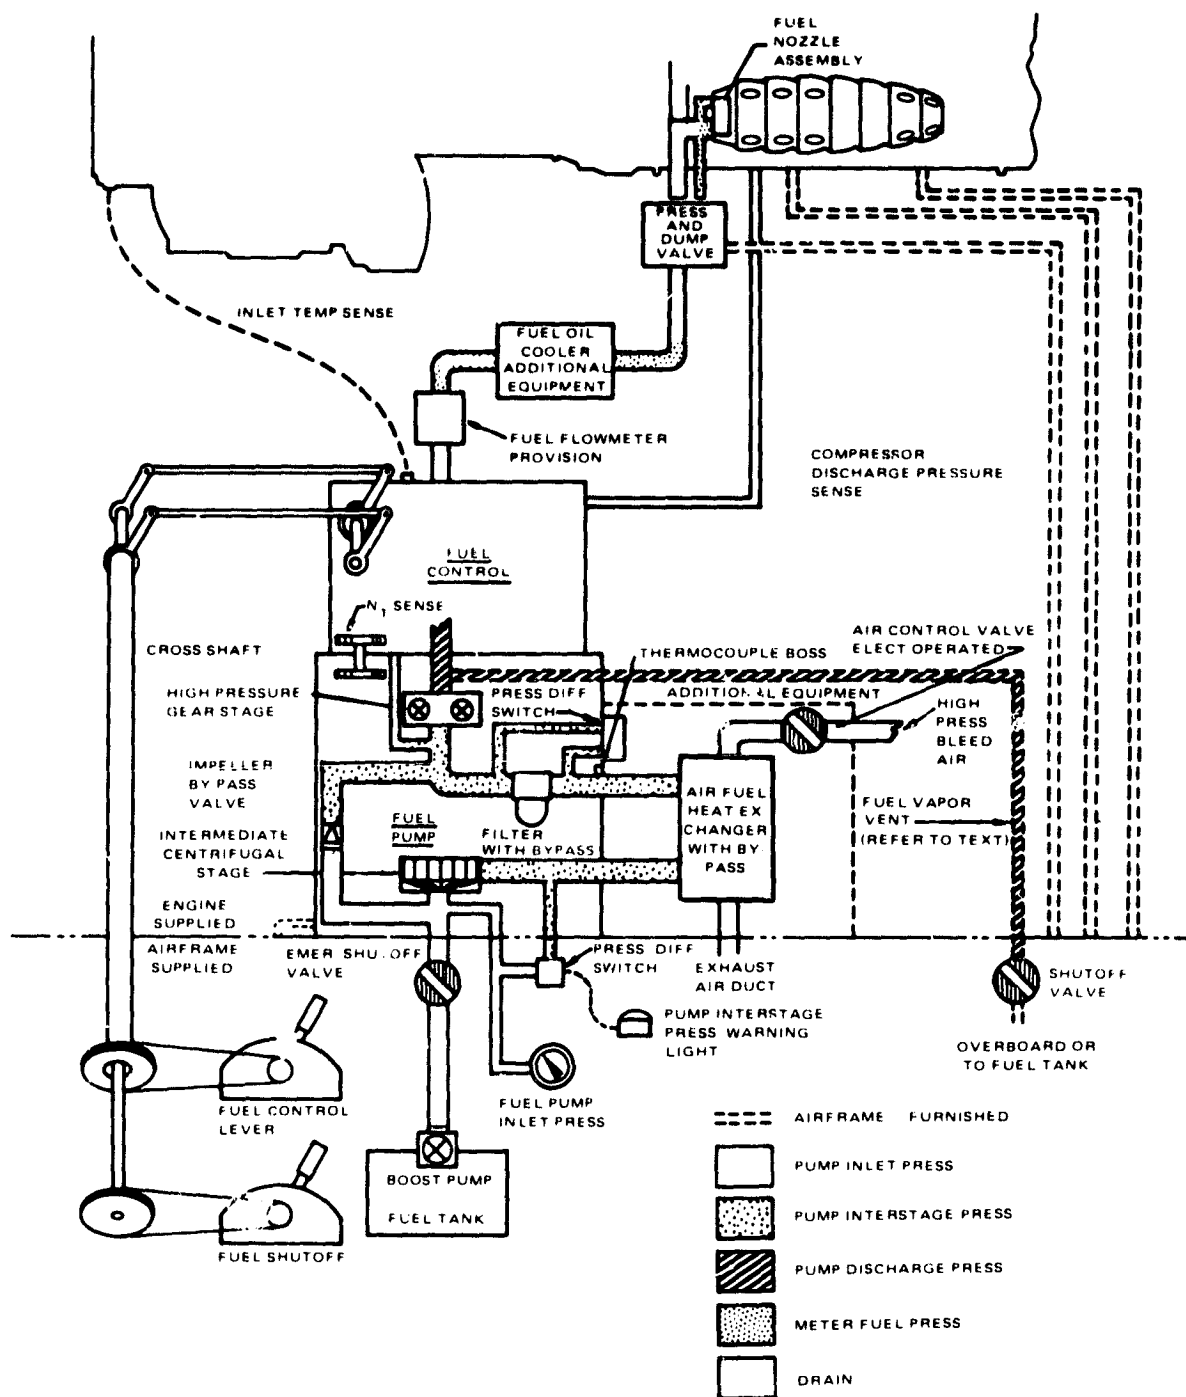 FUEL
NOZZLE
ASSEMBLY
PRESS
AND
DUMP
VALVE
INLET TEMP SENSE
FUEL OIL
COOLER
ADDITIONAL
EQUIPMENT
FUEL FLOWMETER
PROVISION
COMPRESSOR
DISCHARGE PRESSURE
SENSE
FUEL
CONTROL
N1 SENSE
CROSS SHAFT
THERMOCOUPLE BOSS
AIR CONTROL VALVE
ELECT OPERATED
HIGH PRESSURE
GEAR STAGE
PRESS DIFF
SWITCH
ADDITIONAL EQUIPMENT
HIGH
PRESS
BLEED
AIR
IMPELLER
BY PASS
VALVE
AIR FUEL
HEAT EX
CHANGER
WITH BY
PASS
FUEL VAPOR
VENT
(REFER TO TEXT)
INTERMEDIATE
CENTRIFUGAL
STAGE
FUEL
PUMP
FILTER
WITH BYPASS
ENGINE
SUPPLIED
AIRFRAME
SUPPLIED
EMER SHUTOFF
VALVE
PRESS DIFF
SWITCH
EXHAUST
AIR DUCT
SHUTOFF
VALVE
PUMP INTERSTAGE
PRESS WARNING
LIGHT
OVERBOARD OR
TO FUEL TANK
FUEL CONTROL
LEVER
FUEL PUMP
INLET PRESS
BOOST PUMP
FUEL TANK
FUEL SHUTOFF
AIRFRAME FURNISHED
PUMP INLET PRESS
PUMP INTERSTAGE PRESS
PUMP DISCHARGE PRESS
METER FUEL PRESS
DRAIN